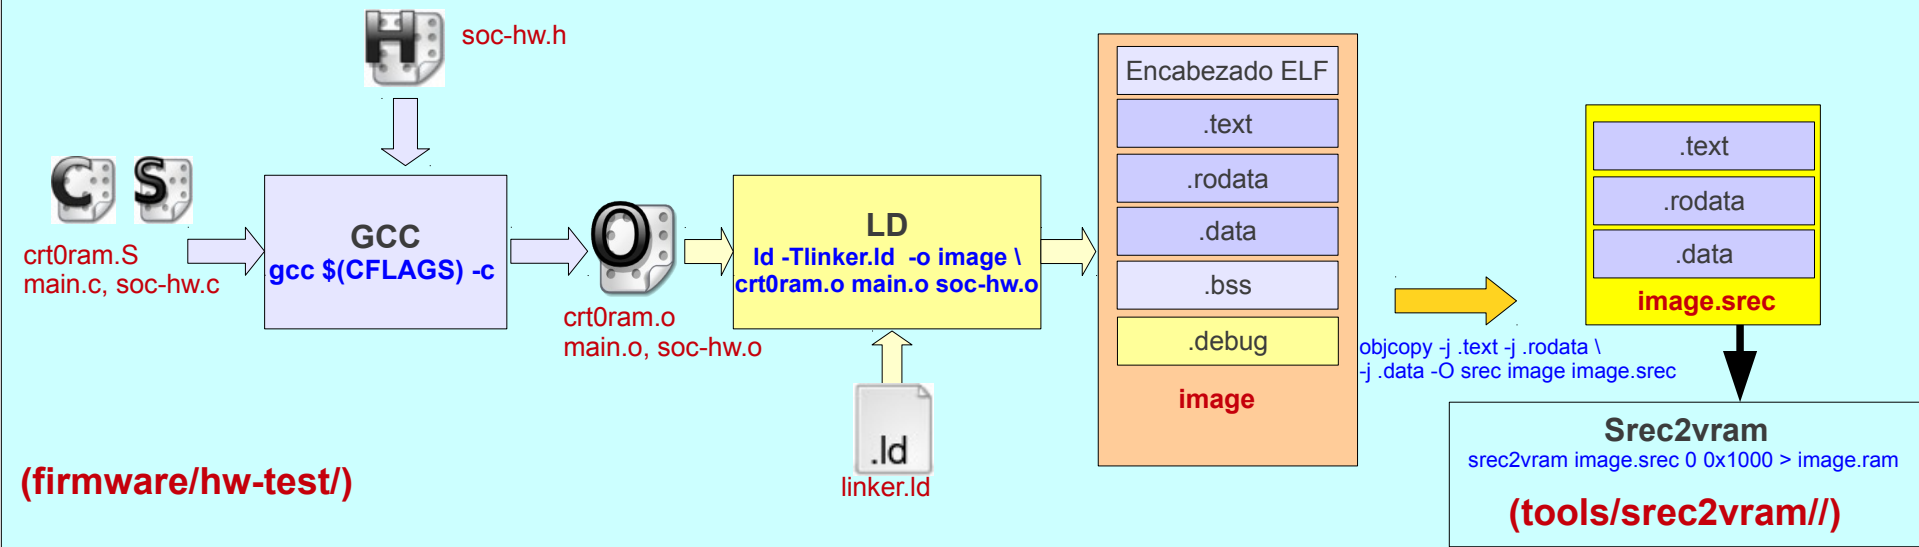 H
soc-hw.h
C S
crt0ram.S
main.c, soc-hw.c
GCC
gcc $(CFLAGS) -c
O
crt0ram.o
main.o, soc-hw.o
LD
ld -Tlinker.ld -o image \
crt0ram.o main.o soc-hw.o
.ld
linker.ld
Encabezado ELF
.text
.rodata
.data
.bss
.debug
image
objcopy -j .text -j .rodata \
-j .data -O srec image image.srec
.text
.rodata
.data
image.srec
Srec2vram
srec2vram image.srec 0 0x1000 > image.ram
(tools/srec2vram//)
(firmware/hw-test/)